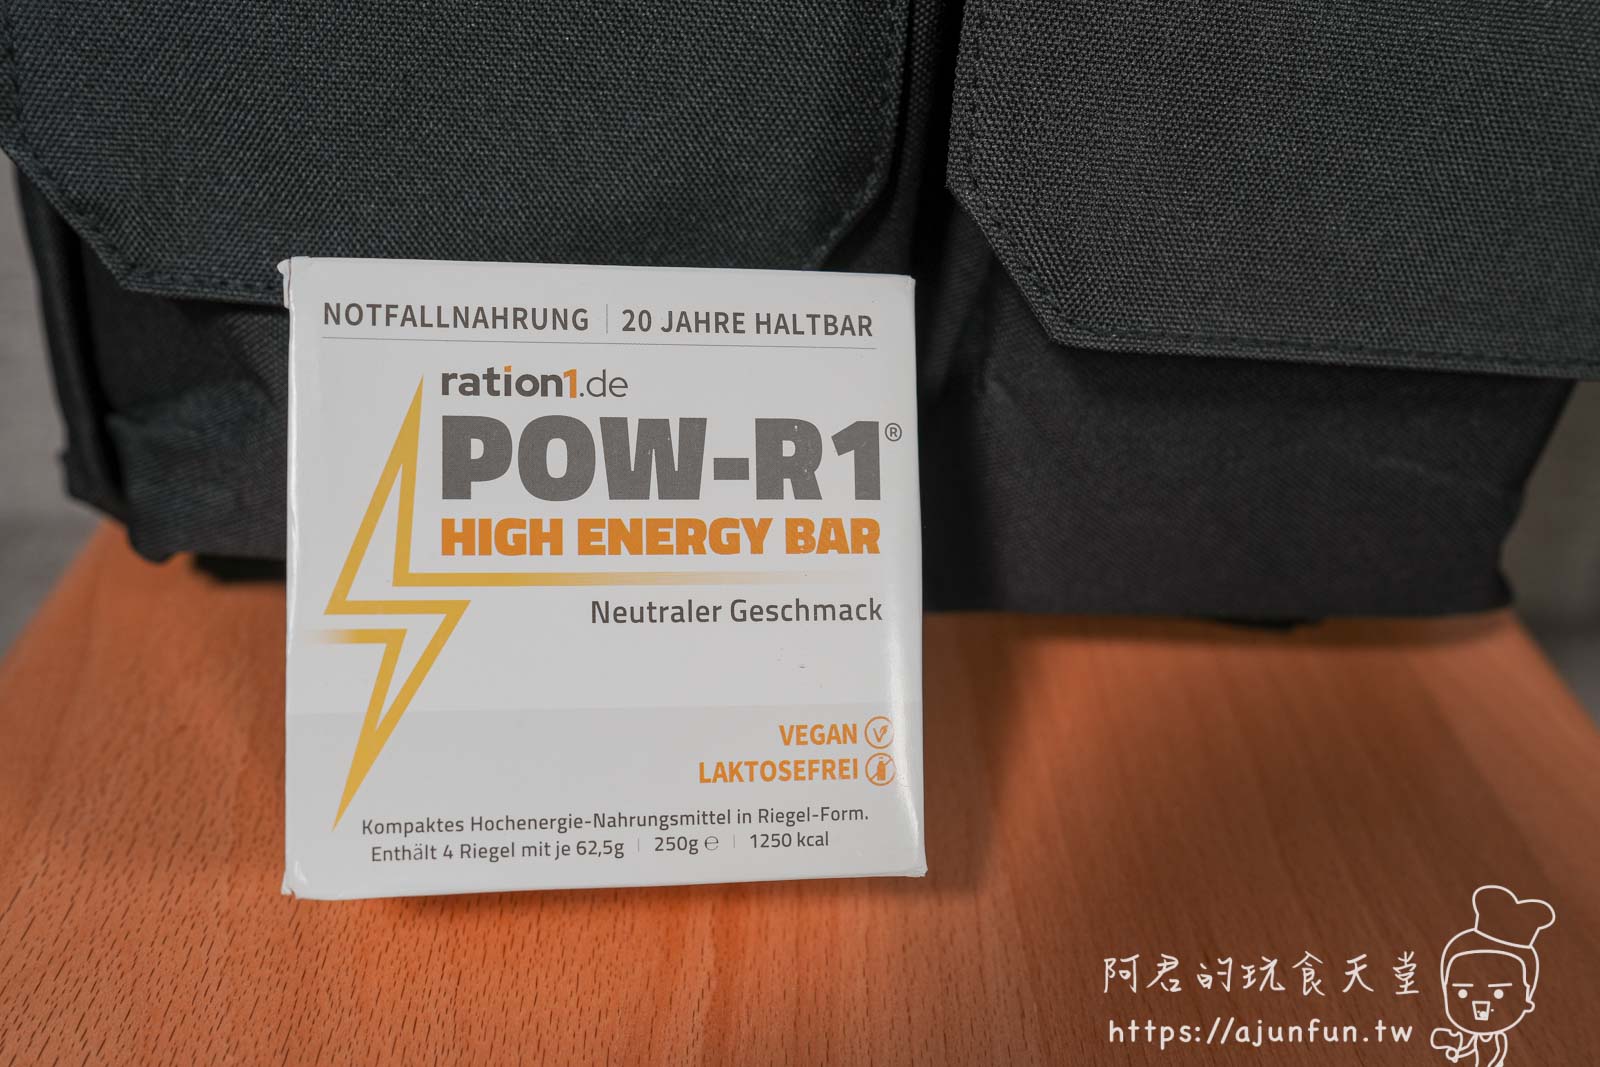 NOTFALLNAHRUNG | 20 JAHRE HALTBAR
ration1.de
POW-R1®
HIGH ENERGY BAR
Neutraler Geschmack
VEGAN
LAKTOSEFREI
Kompaktes Hochenergie-Nahrungsmittel in Riegel-Form.
Enthält 4 Riegel mit je 62,5g | 250g ℮ | 1250 kcal
阿君的玩食天堂
https://ajunfun.tw